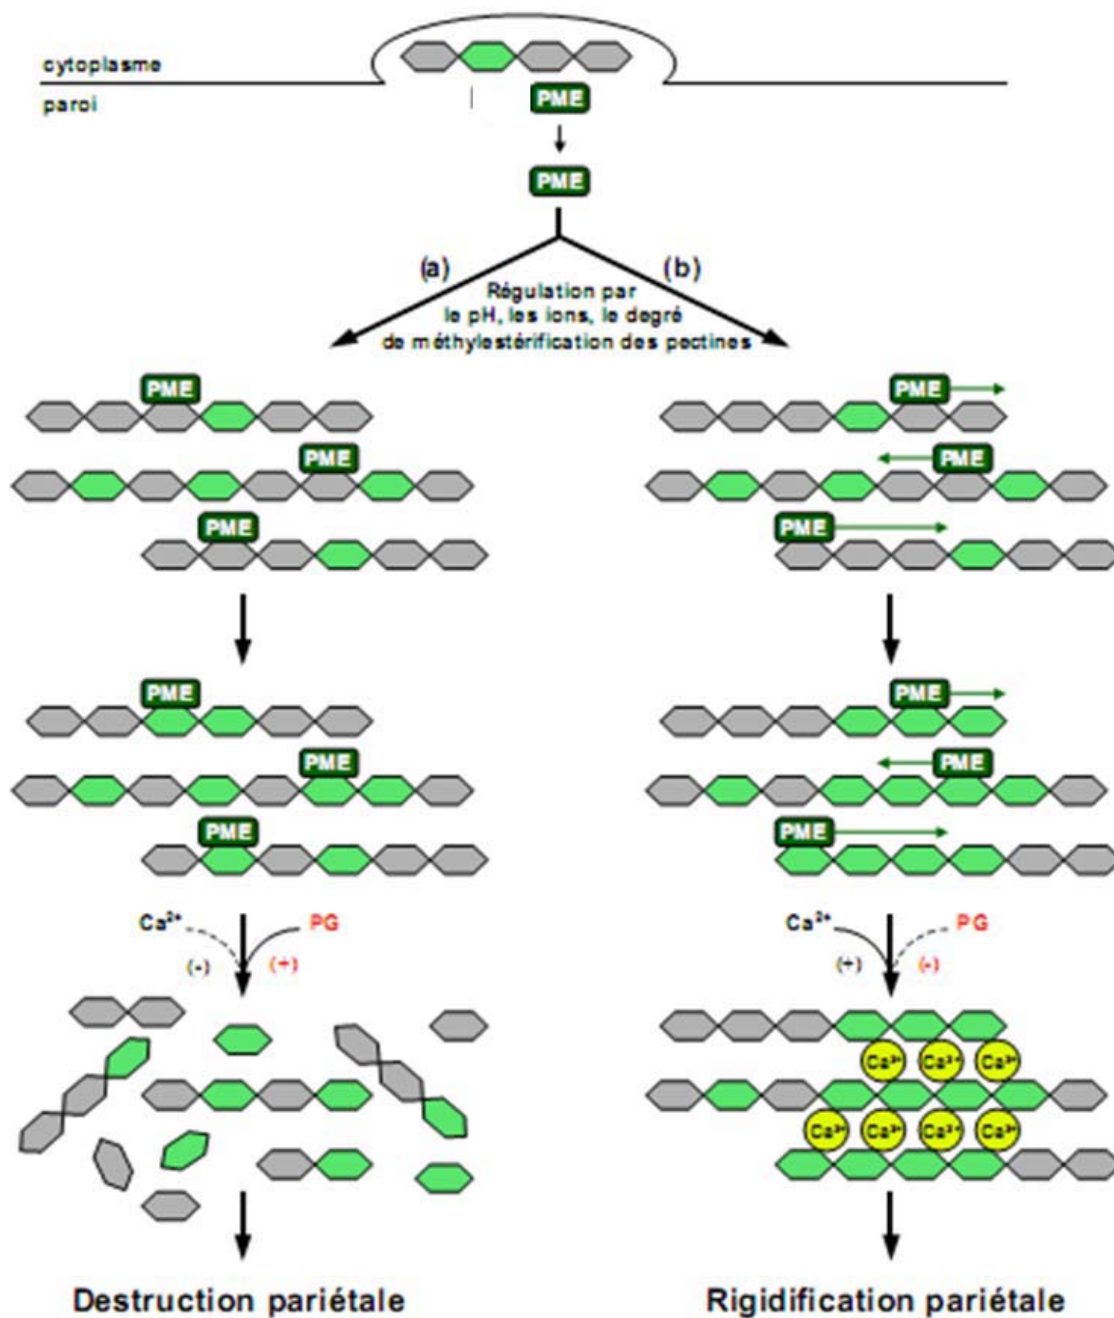 cytoplasme
paroi
PME
PME
(a)
(b)
Régulation par
le pH, les ions, le degré
de méthylestérification des pectines
PME
PME
PME
PME
PME
PME
PME
PME
PME
PME
PME
PME
Ca²⁺
PG
(-)
(+)
Ca²⁺
PG
(+)
(-)
Ca²⁺ Ca²⁺ Ca²⁺
Ca²⁺ Ca²⁺ Ca²⁺ Ca²⁺
Destruction pariétale
Rigidification pariétale